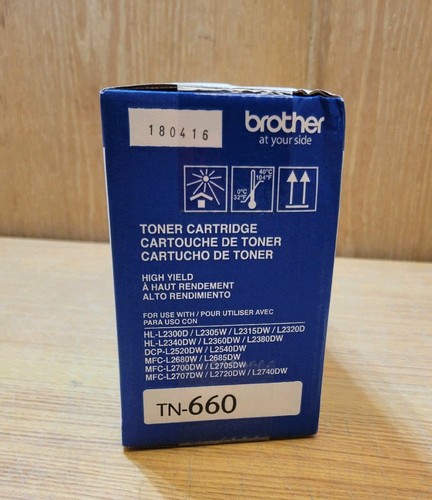 180416
brother
at your side
40°C
104°F
0°C
32°F
TONER CARTRIDGE
CARTOUCHE DE TONER
CARTUCHO DE TONER
HIGH YIELD
À HAUT RENDEMENT
ALTO RENDIMIENTO
FOR USE WITH / POUR UTILISER AVEC
PARA USO CON
HL-L2300D / L2305W / L2315DW / L2320D
HL-L2340DW / L2360DW / L2380DW
DCP-L2520DW / L2540DW
MFC-L2680W / L2685DW
MFC-L2700DW / L2705DW
MFC-L2707DW / L2720DW / L2740DW
TN-660